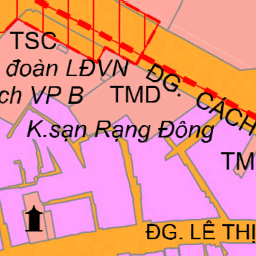 TSC
đoàn LĐVN
ch VP B
TMD
ĐG. CÁCH
K.sạn Rạng Đông
TM
ĐG. LÊ THỊ